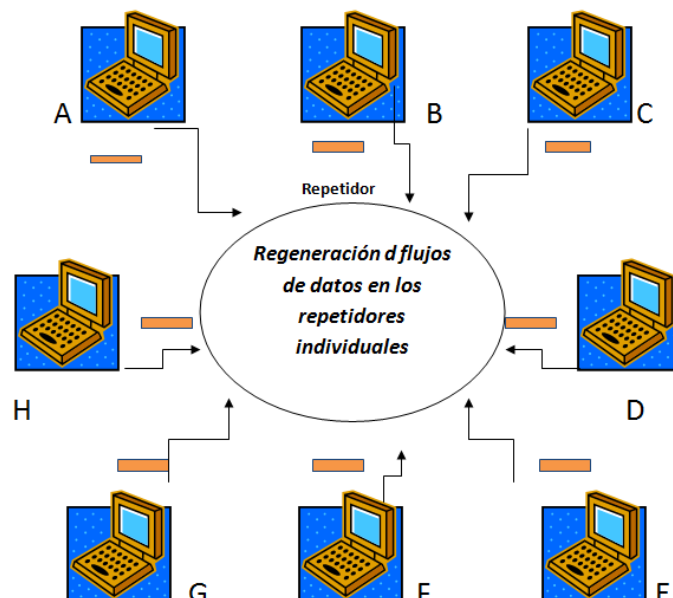 A
B
C
Repetidor
Regeneración d flujos
de datos en los
repetidores
individuales
H
D
G
F
E